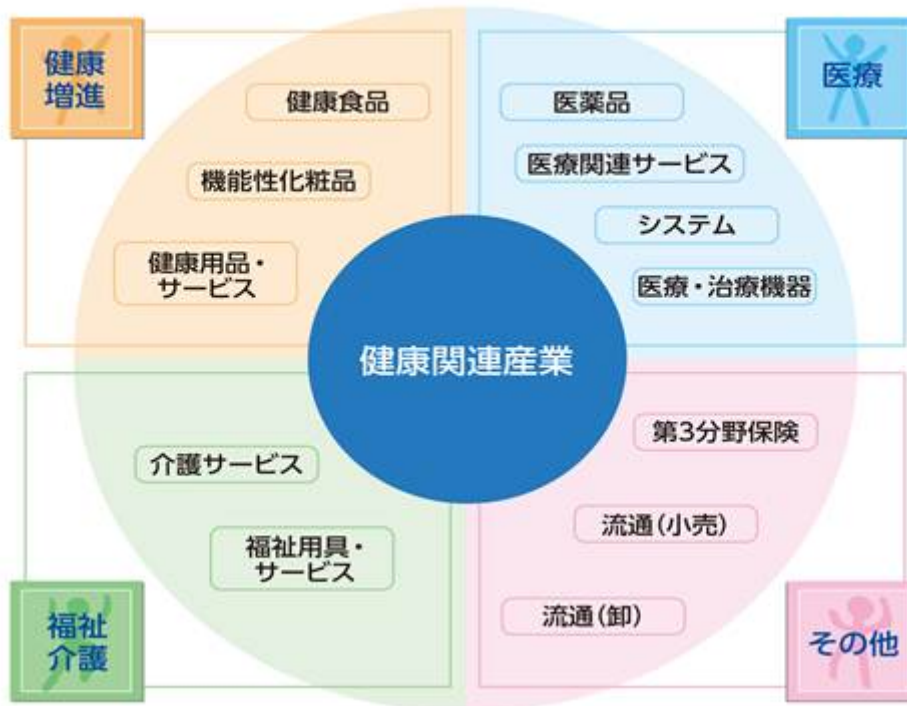 健康
増進
健康食品
機能性化粧品
健康用品・
サービス
医療
医薬品
医療関連サービス
システム
医療・治療機器
健康関連産業
福祉
介護
介護サービス
福祉用具・
サービス
その他
第3分野保険
流通(小売)
流通(卸)